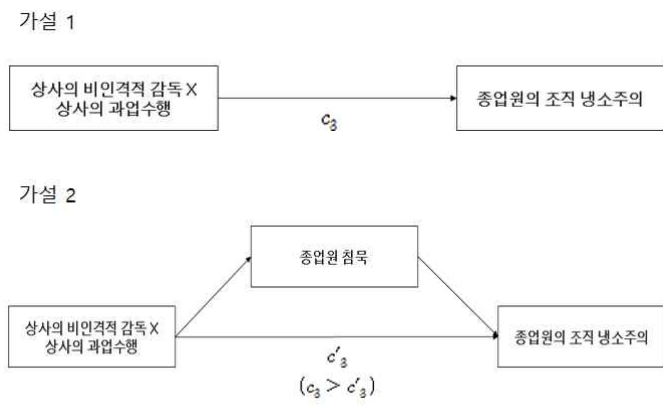 가설 1
상사의 비인격적 감독 X
상사의 과업수행
종업원의 조직 냉소주의
c₃
가설 2
종업원 침묵
상사의 비인격적 감독 X
상사의 과업수행
종업원의 조직 냉소주의
c′₃
(c₃ > c′₃)